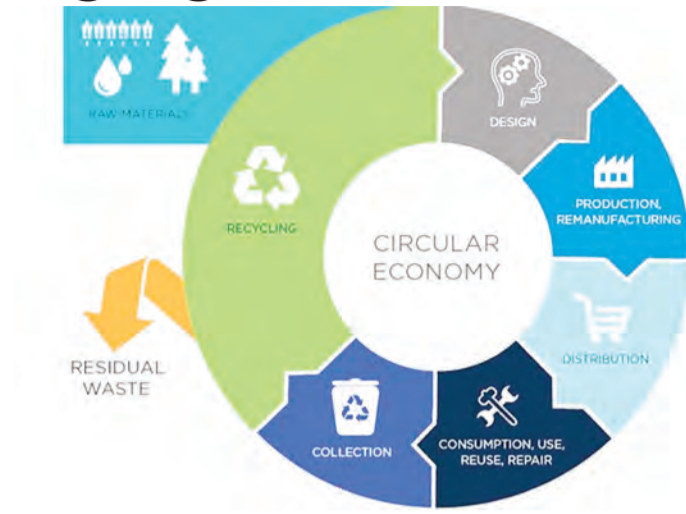 RAW MATERIALS
DESIGN
PRODUCTION,
REMANUFACTURING
RECYCLING
CIRCULAR
ECONOMY
DISTRIBUTION
RESIDUAL
WASTE
COLLECTION
CONSUMPTION, USE,
REUSE, REPAIR